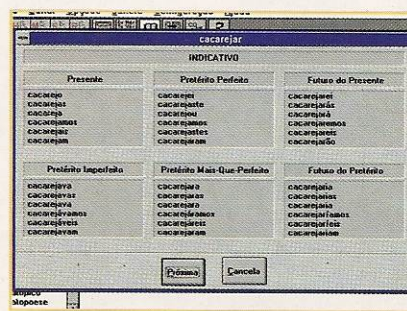 cacarejar
INDICATIVO
Presente
cacarejo
cacarejas
cacareja
cacarejamos
cacarejais
cacarejam
Pretérito Perfeito
cacarejei
cacarejaste
cacarejou
cacarejamos
cacarejastes
cacarejaram
Futuro do Presente
cacarejarei
cacarejarás
cacarejará
cacarejaremos
cacarejareis
cacarejarão
Pretérito Imperfeito
cacarejava
cacarejavas
cacarejava
cacarejávamos
cacarejáveis
cacarejavam
Pretérito Mais-Que-Perfeito
cacarejara
cacarejaras
cacarejara
cacarejáramos
cacarejáreis
cacarejaram
Futuro do Pretérito
cacarejaria
cacarejarias
cacarejaria
cacarejaríamos
cacarejaríeis
cacarejariam
Próxima
Cancela